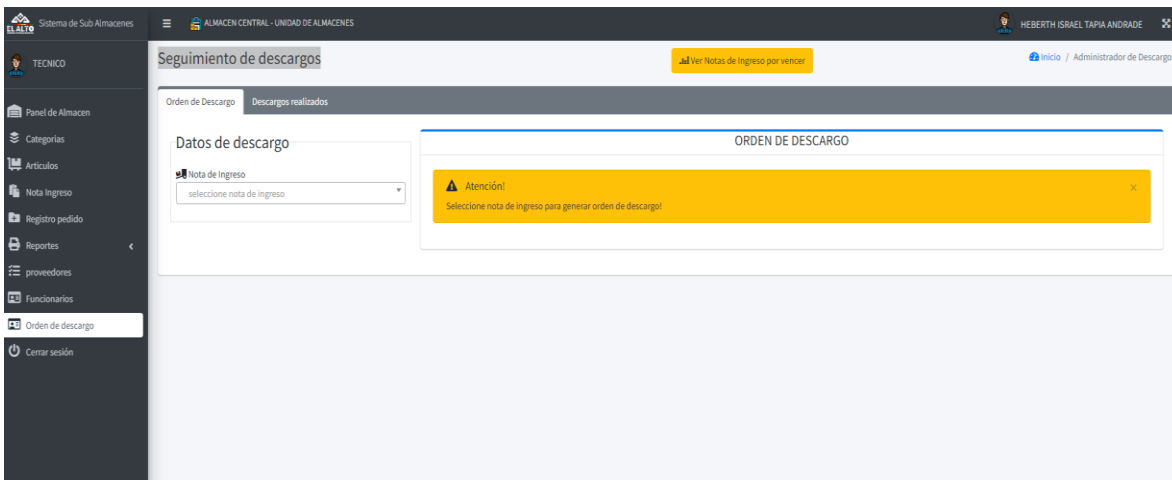 EL ALTO Sistema de Sub Almacenes
ALMACEN CENTRAL - UNIDAD DE ALMACENES
HEBERTH ISRAEL TAPIA ANDRADE
TECNICO
Panel de Almacen
Categorias
Articulos
Nota Ingreso
Registro pedido
Reportes
proveedores
Funcionarios
Orden de descargo
Cerrar sesión
Seguimiento de descargos
Ver Notas de Ingreso por vencer
Inicio / Administrador de Descargo
Orden de Descargo Descargos realizados
Datos de descargo
Nota de Ingreso
seleccione nota de ingreso
ORDEN DE DESCARGO
Atención! ×
Seleccione nota de ingreso para generar orden de descargo!